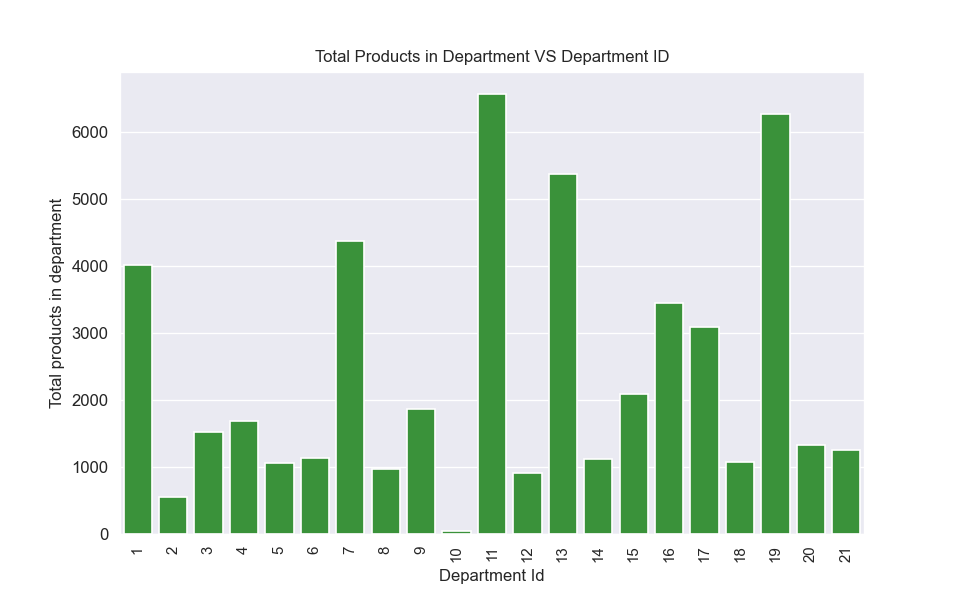 Total Products in Department VS Department ID
Total products in department
6000
5000
4000
3000
2000
1000
0
1 2 3 4 5 6 7 8 9 10 11 12 13 14 15 16 17 18 19 20 21
Department Id